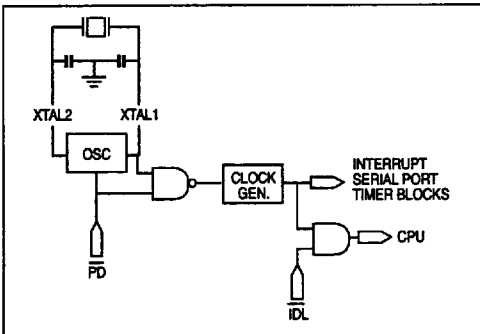 XTAL2
XTAL1
OSC
CLOCK
GEN.
INTERRUPT
SERIAL PORT
TIMER BLOCKS
CPU
PD
IDL